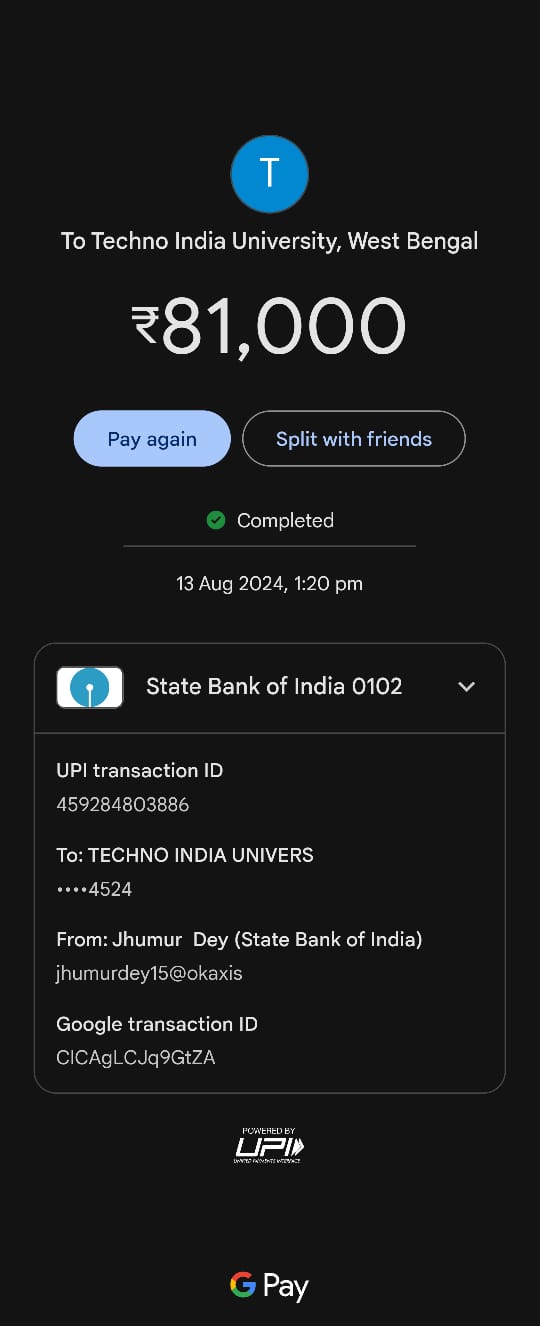 T
To Techno India University, West Bengal
₹81,000
Pay again
Split with friends
Completed
13 Aug 2024, 1:20 pm
State Bank of India 0102
UPI transaction ID
459284803886
To: TECHNO INDIA UNIVERS
••••4524
From: Jhumur  Dey (State Bank of India)
jhumurdey15@okaxis
Google transaction ID
CICAgLCJq9GtZA
POWERED BY
UPI
UNIFIED PAYMENTS INTERFACE
G Pay